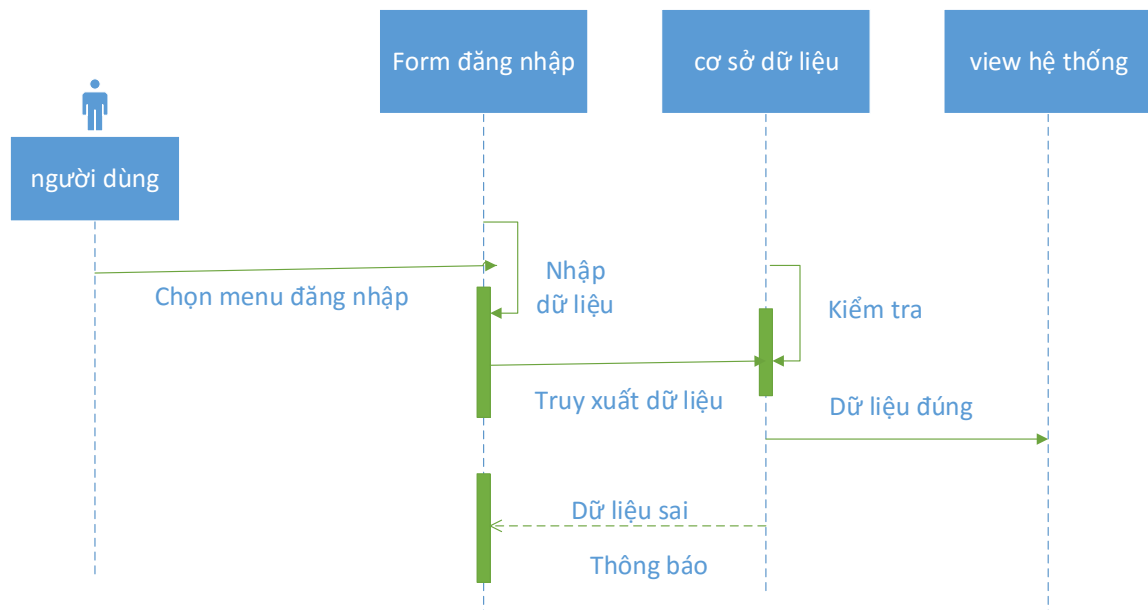 Form đăng nhập
cơ sở dữ liệu
view hệ thống
người dùng
Chọn menu đăng nhập
Nhập
dữ liệu
Kiểm tra
Truy xuất dữ liệu
Dữ liệu đúng
Dữ liệu sai
Thông báo